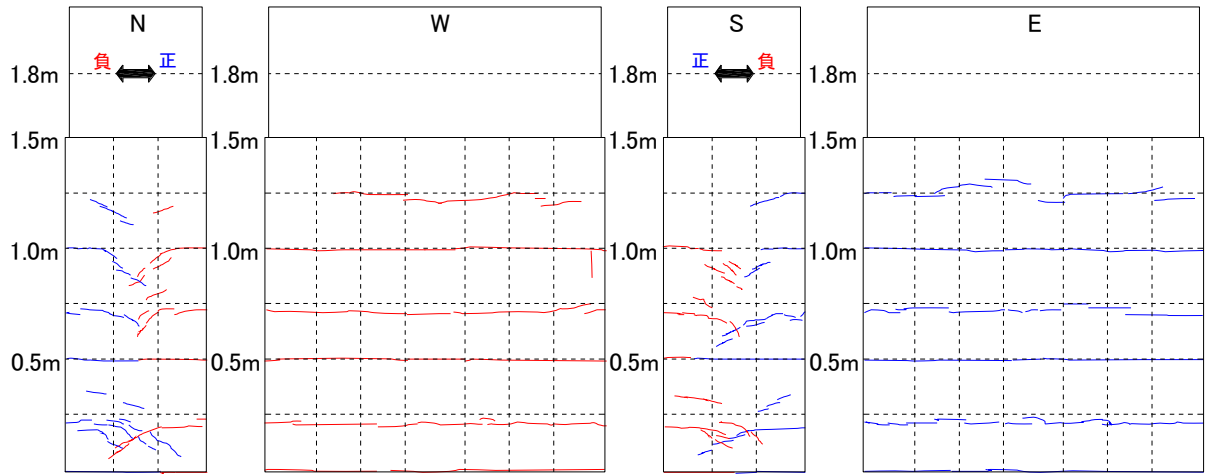 N W S E
負 正 正 負
1.8m 1.8m 1.8m 1.8m
1.5m 1.5m 1.5m 1.5m
1.0m 1.0m 1.0m 1.0m
0.5m 0.5m 0.5m 0.5m